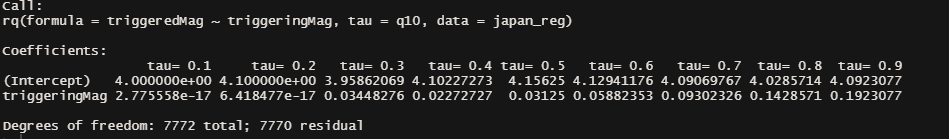 Call:
rq(formula = triggeredMag ~ triggeringMag, tau = q10, data = japan_reg)
Coefficients:
tau= 0.1 tau= 0.2 tau= 0.3 tau= 0.4 tau= 0.5 tau= 0.6 tau= 0.7 tau= 0.8 tau= 0.9
(Intercept) 4.000000e+00 4.100000e+00 3.95862069 4.10227273 4.15625 4.12941176 4.09069767 4.0285714 4.0923077
triggeringMag 2.775558e-17 6.418477e-17 0.03448276 0.02272727 0.03125 0.05882353 0.09302326 0.1428571 0.1923077
Degrees of freedom: 7772 total; 7770 residual